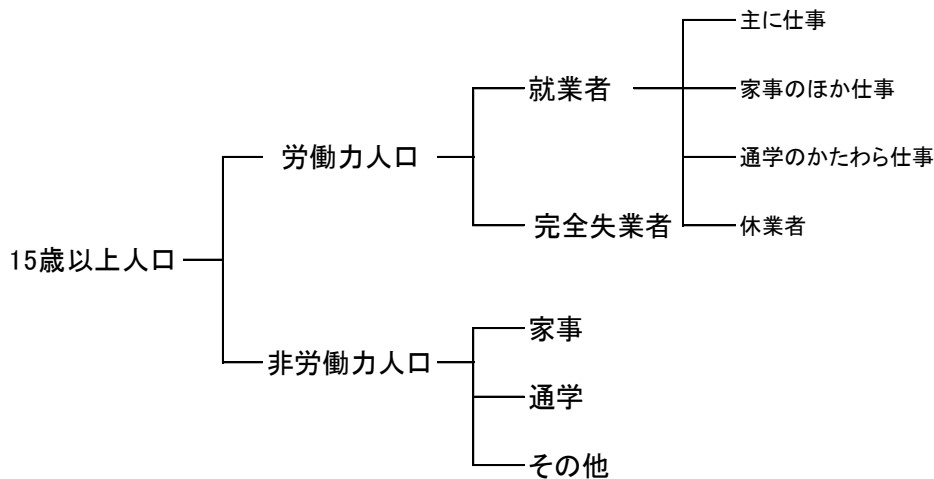 主に仕事
就業者
家事のほか仕事
労働力人口
通学のかたわら仕事
完全失業者
休業者
15歳以上人口
家事
非労働力人口
通学
その他